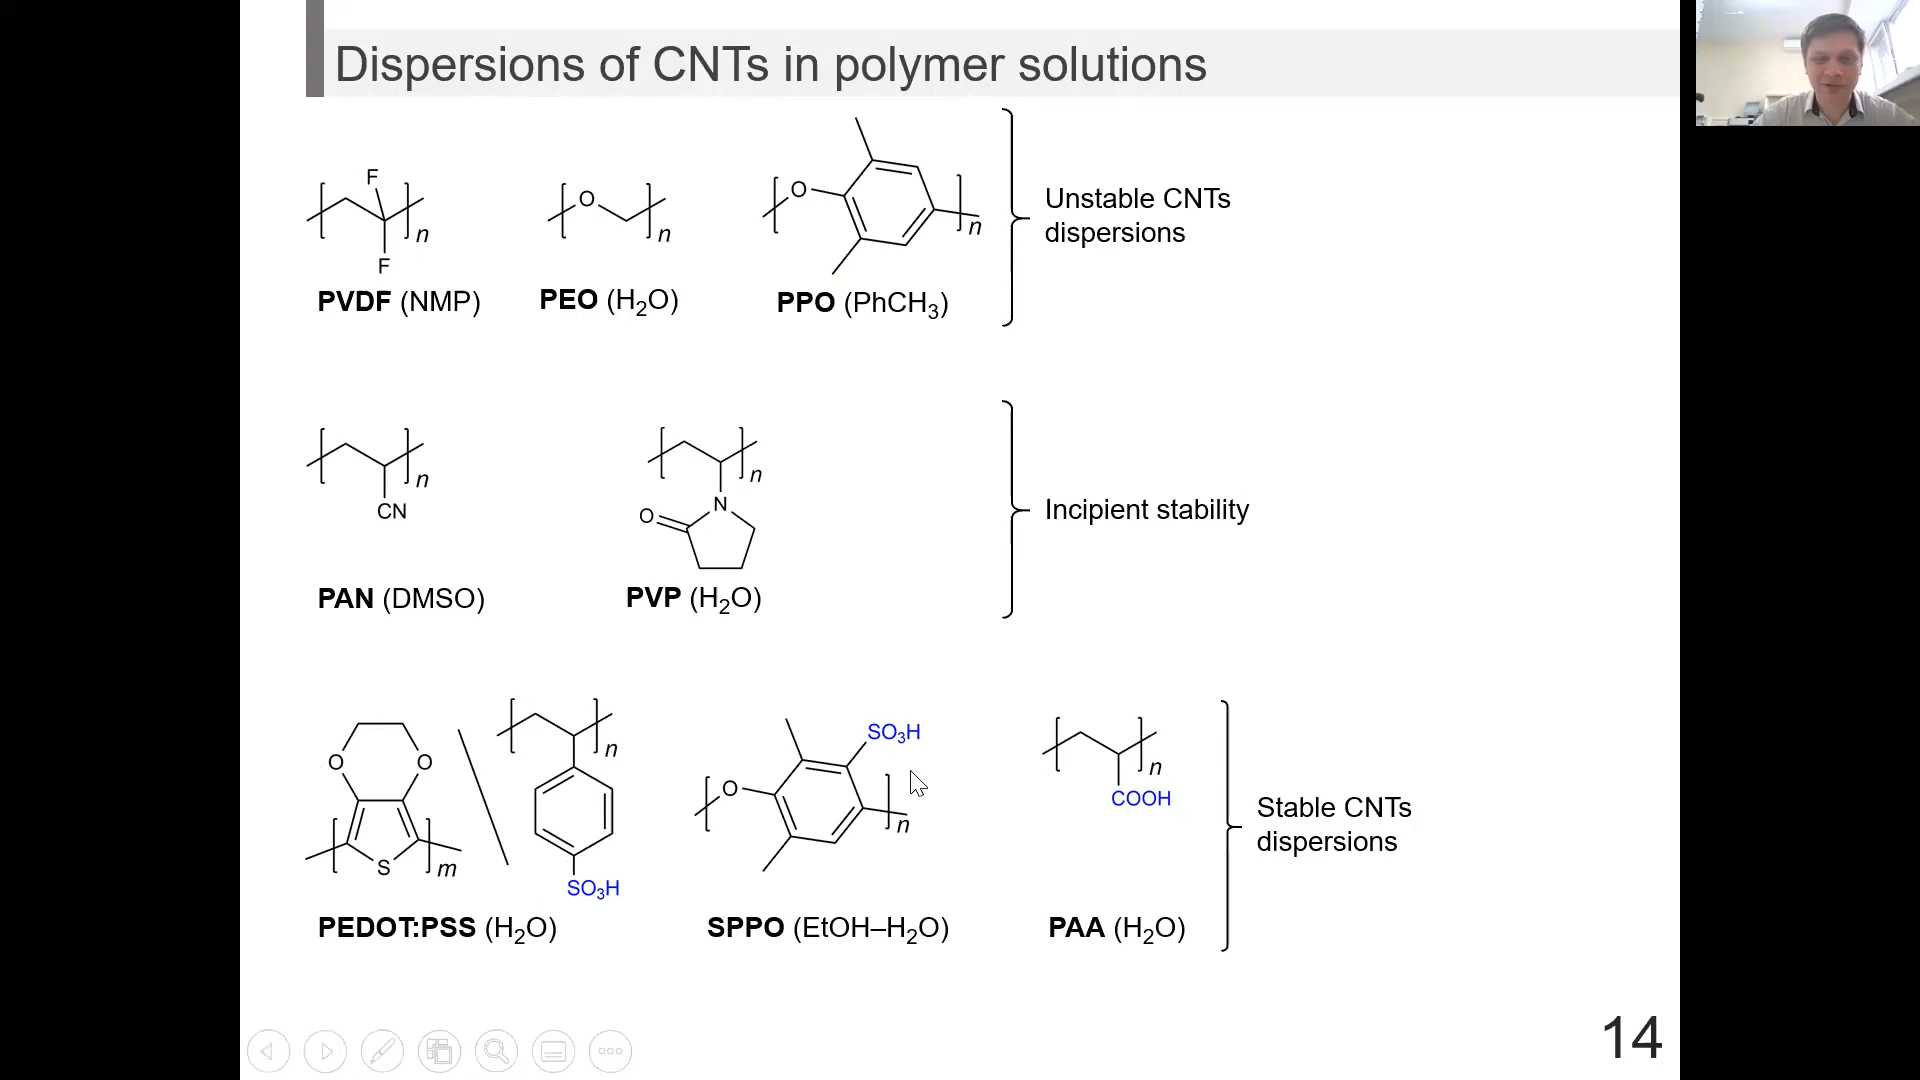 Dispersions of CNTs in polymer solutions
F
F
n
PVDF (NMP)
O
n
PEO (H₂O)
O
n
PPO (PhCH₃)
Unstable CNTs
dispersions
n
CN
PAN (DMSO)
n
N
O
PVP (H₂O)
Incipient stability
O
O
S
m
n
SO₃H
PEDOT:PSS (H₂O)
SO₃H
O
n
SPPO (EtOH–H₂O)
n
COOH
PAA (H₂O)
Stable CNTs
dispersions
14